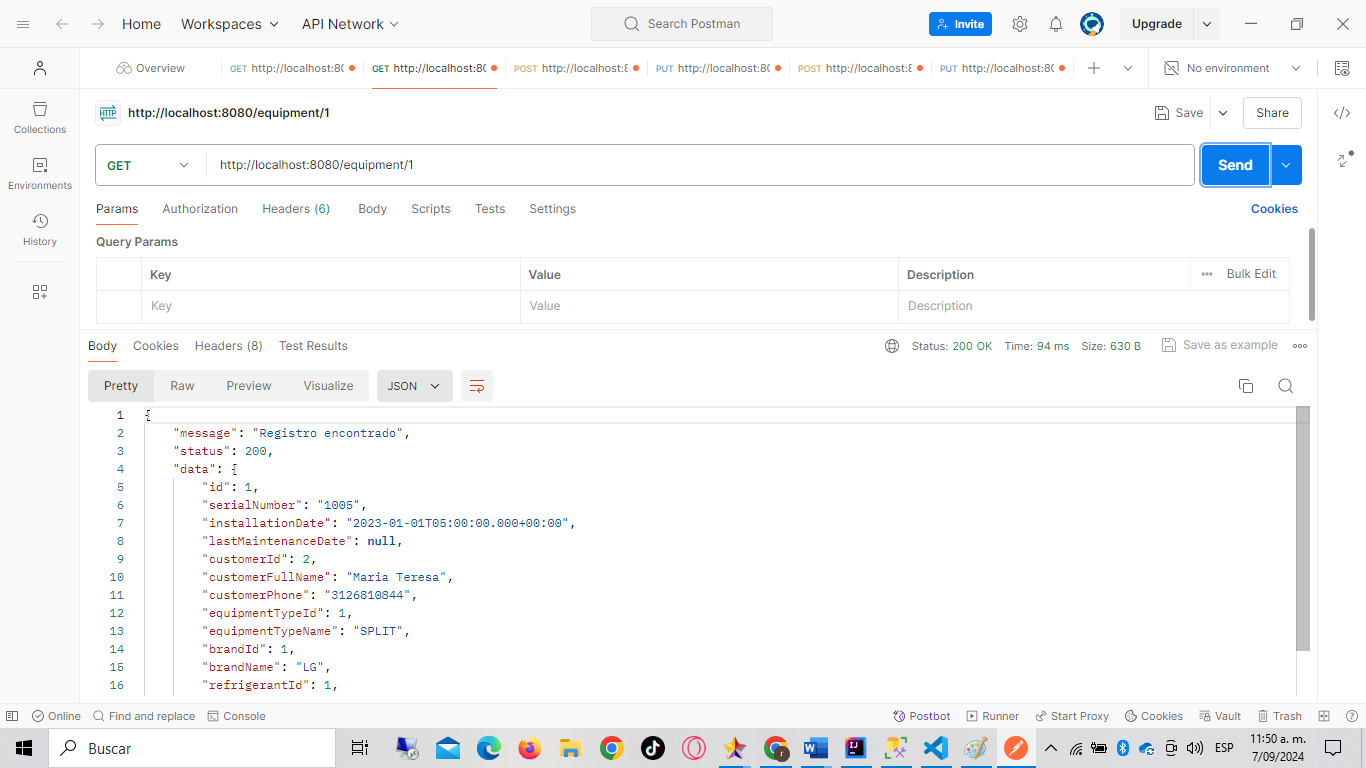 Home Workspaces API Network Search Postman Invite Upgrade
Overview GET http://localhost:80 GET http://localhost:80 POST http://localhost:8 PUT http://localhost:80 POST http://localhost:8 PUT http://localhost:80 No environment
HTTP http://localhost:8080/equipment/1 Save Share
Collections
Environments
History
GET http://localhost:8080/equipment/1 Send
Params Authorization Headers (6) Body Scripts Tests Settings Cookies
Query Params
Key Value Description Bulk Edit
Key Value Description
Body Cookies Headers (8) Test Results Status: 200 OK Time: 94 ms Size: 630 B Save as example
Pretty Raw Preview Visualize JSON
1 {
2 "message": "Registro encontrado",
3 "status": 200,
4 "data": {
5 "id": 1,
6 "serialNumber": "1005",
7 "installationDate": "2023-01-01T05:00:00.000+00:00",
8 "lastMaintenanceDate": null,
9 "customerId": 2,
10 "customerFullName": "Maria Teresa",
11 "customerPhone": "3126810844",
12 "equipmentTypeId": 1,
13 "equipmentTypeName": "SPLIT",
14 "brandId": 1,
15 "brandName": "LG",
16 "refrigerantId": 1,
Online Find and replace Console Postbot Runner Start Proxy Cookies Vault Trash
Buscar ESP 11:50 a. m.
7/09/2024